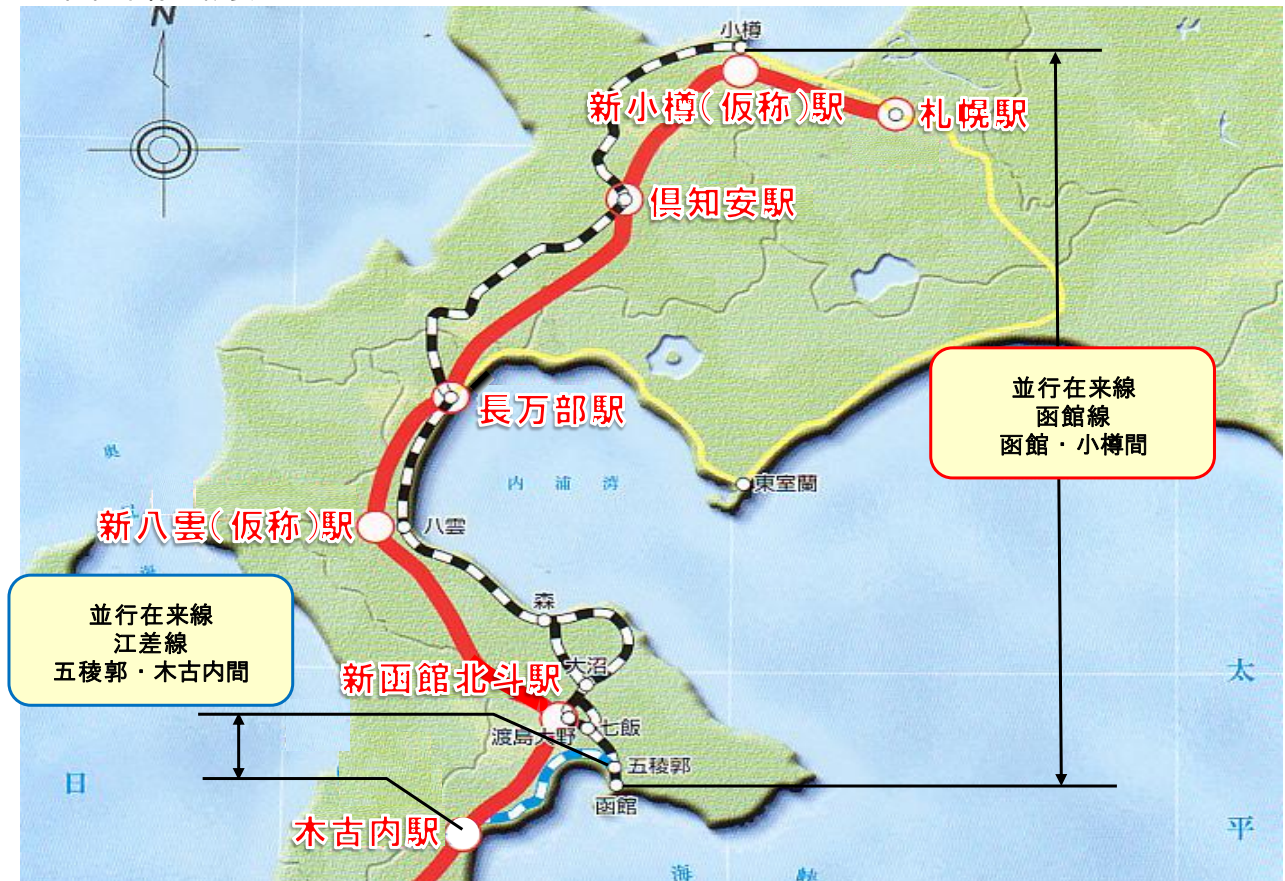 N
小樽
新小樽(仮称)駅
札幌駅
倶知安駅
並行在来線
函館線
函館・小樽間
長万部駅
東室蘭
内浦湾
新八雲(仮称)駅
八雲
並行在来線
江差線
五稜郭・木古内間
森
大沼
新函館北斗駅
七飯
渡島大野
五稜郭
函館
木古内駅
日
太
平
海